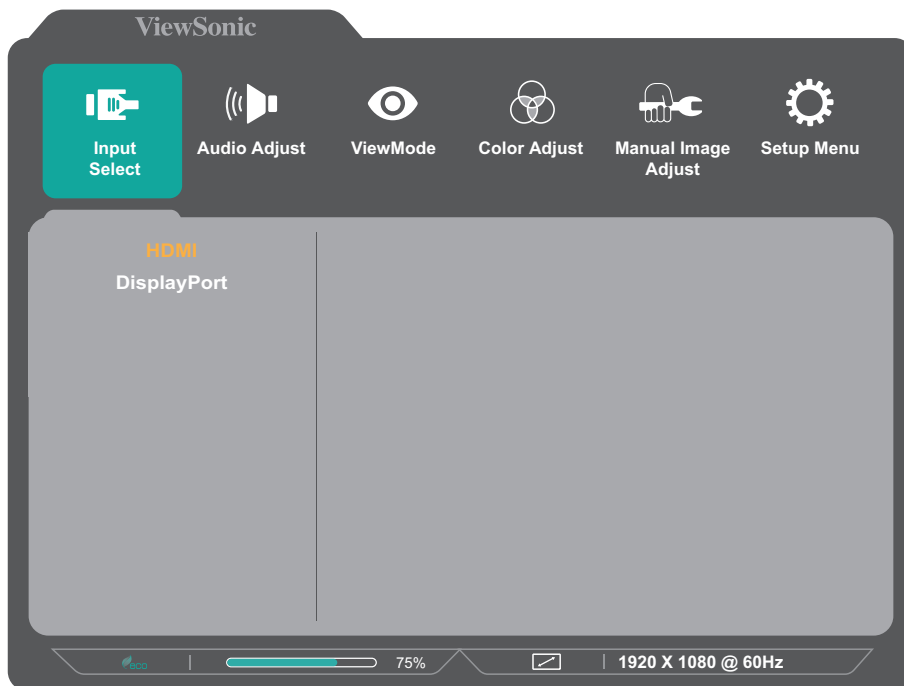 ViewSonic
Input
Select
Audio Adjust
ViewMode
Color Adjust
Manual Image
Adjust
Setup Menu
HDMI
DisplayPort
eco
75%
1920 X 1080 @ 60Hz